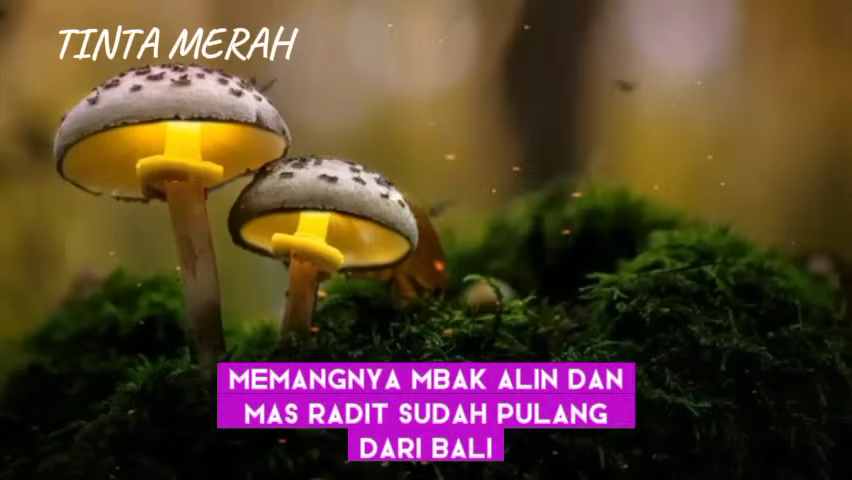 TINTA MERAH
MEMANGNYA MBAK ALIN DAN
MAS RADIT SUDAH PULANG
DARI BALI